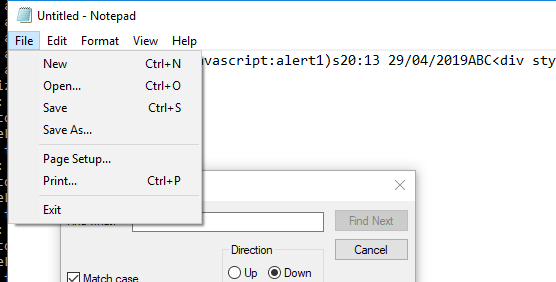 Untitled - Notepad
File Edit Format View Help
New Ctrl+N
avascript:alert1)s20:13 29/04/2019ABC<div sty
Open... Ctrl+O
Save Ctrl+S
Save As...
Page Setup...
Print... Ctrl+P
Exit
Find Next
Cancel
Direction
Match case
Up Down